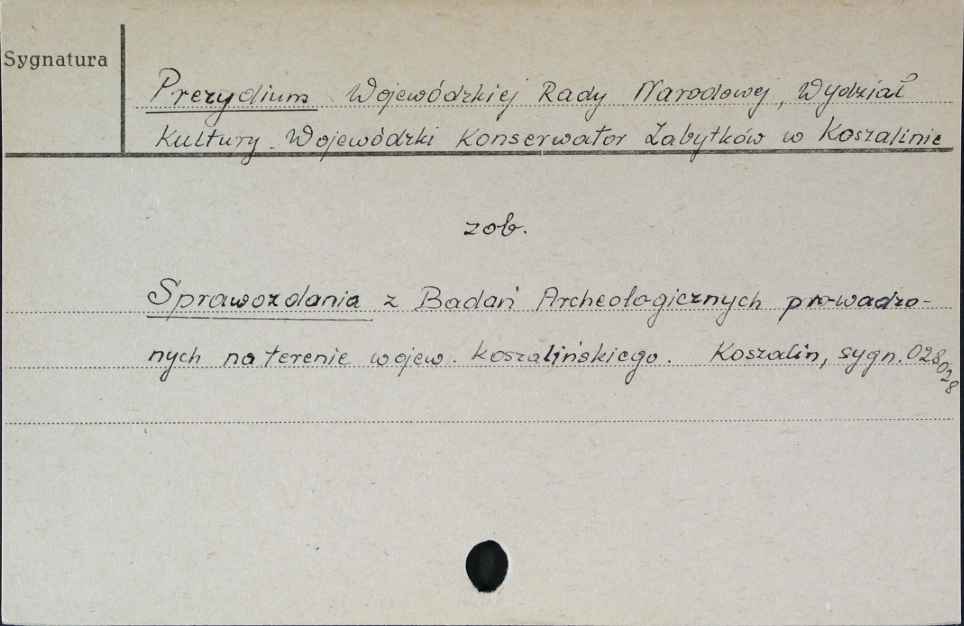 Sygnatura
Prezydium Wojewódzkiej Rady Narodowej, Wydział
Kultury. Wojewódzki Konserwator Zabytków w Koszalinie
zob.
Sprawozdania z Badań Archeologicznych prowadzo-
nych na terenie wojew. koszalińskiego. Koszalin, sygn. 028
028